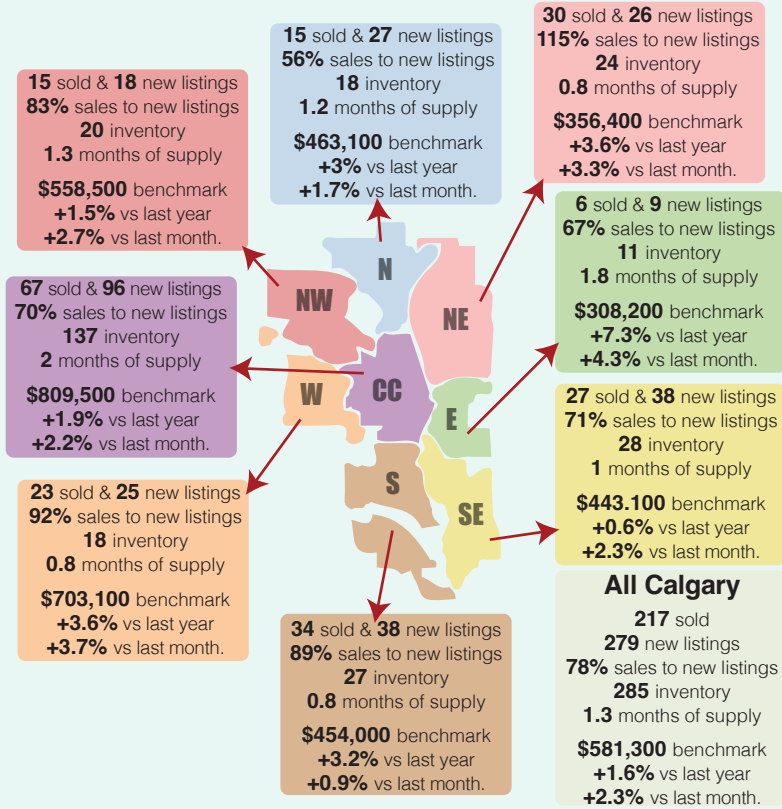 15 sold & 18 new listings
83% sales to new listings
20 inventory
1.3 months of supply
$558,500 benchmark
+1.5% vs last year
+2.7% vs last month.
15 sold & 27 new listings
56% sales to new listings
18 inventory
1.2 months of supply
$463,100 benchmark
+3% vs last year
+1.7% vs last month.
30 sold & 26 new listings
115% sales to new listings
24 inventory
0.8 months of supply
$356,400 benchmark
+3.6% vs last year
+3.3% vs last month.
6 sold & 9 new listings
67% sales to new listings
11 inventory
1.8 months of supply
$308,200 benchmark
+7.3% vs last year
+4.3% vs last month.
67 sold & 96 new listings
70% sales to new listings
137 inventory
2 months of supply
$809,500 benchmark
+1.9% vs last year
+2.2% vs last month.
N
NW
NE
W
CC
E
S
SE
27 sold & 38 new listings
71% sales to new listings
28 inventory
1 months of supply
$443.100 benchmark
+0.6% vs last year
+2.3% vs last month.
23 sold & 25 new listings
92% sales to new listings
18 inventory
0.8 months of supply
$703,100 benchmark
+3.6% vs last year
+3.7% vs last month.
34 sold & 38 new listings
89% sales to new listings
27 inventory
0.8 months of supply
$454,000 benchmark
+3.2% vs last year
+0.9% vs last month.
All Calgary
217 sold
279 new listings
78% sales to new listings
285 inventory
1.3 months of supply
$581,300 benchmark
+1.6% vs last year
+2.3% vs last month.